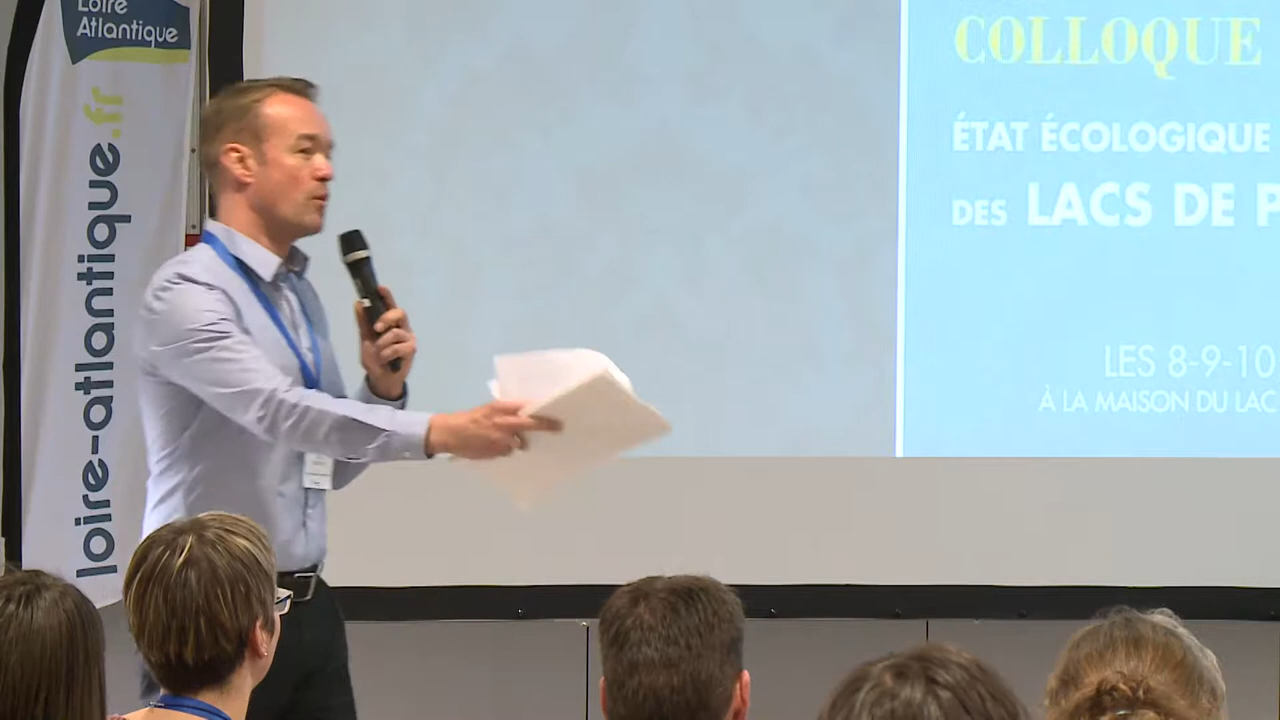 Loire
Atlantique
loire-atlantique.fr
COLLOQUE
ÉTAT ÉCOLOGIQUE
DES LACS DE P
LES 8-9-10
À LA MAISON DU LAC